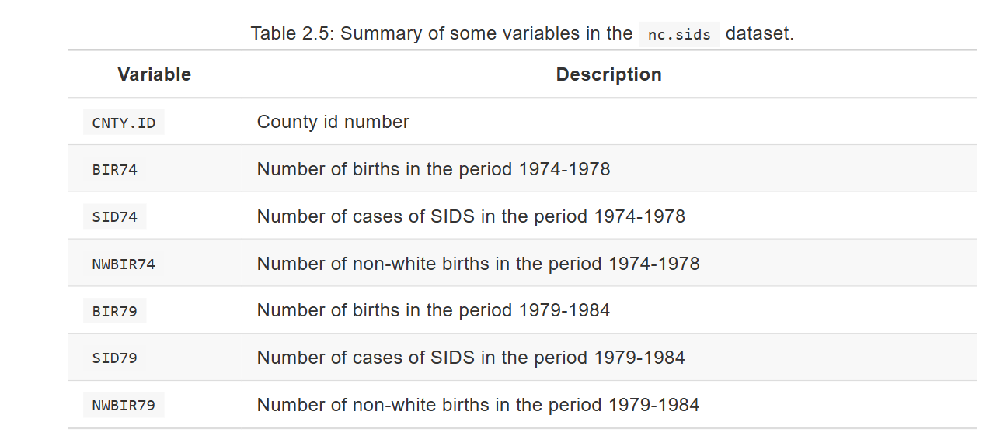 Table 2.5: Summary of some variables in the nc.sids dataset.
Variable Description
CNTY.ID County id number
BIR74 Number of births in the period 1974-1978
SID74 Number of cases of SIDS in the period 1974-1978
NWBIR74 Number of non-white births in the period 1974-1978
BIR79 Number of births in the period 1979-1984
SID79 Number of cases of SIDS in the period 1979-1984
NWBIR79 Number of non-white births in the period 1979-1984